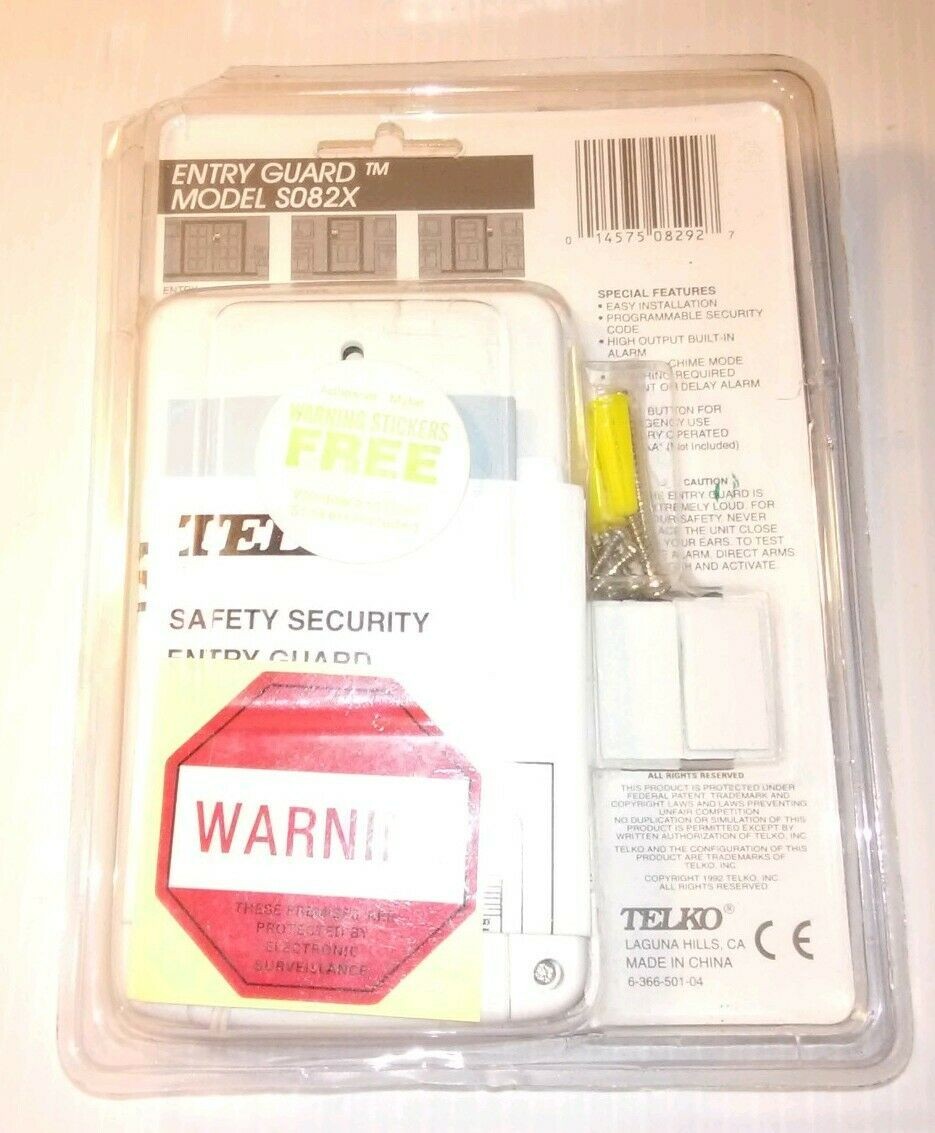 ENTRY GUARD ™
MODEL S082X
0 14575 08292 7
SPECIAL FEATURES
• EASY INSTALLATION
• PROGRAMMABLE SECURITY
CODE
• HIGH OUTPUT BUILT-IN
ALARM
CHIME MODE
REQUIRED
OR DELAY ALARM
BUTTON FOR
USE
OPERATED
(Not Included)
CAUTION
ENTRY GUARD IS
EXTREMELY LOUD. FOR
YOUR SAFETY, NEVER
PLACE THE UNIT CLOSE
YOUR EARS. TO TEST
ALARM, DIRECT ARMS
AND ACTIVATE.
WARNING STICKERS
FREE
SAFETY SECURITY
ENTRY GUARD
WARNI
THESE PREMISES ARE
PROTECTED BY
ELECTRONIC
SURVEILLANCE
ALL RIGHTS RESERVED
THIS PRODUCT IS PROTECTED UNDER
FEDERAL PATENT, TRADEMARK AND
COPYRIGHT LAWS AND LAWS PREVENTING
UNFAIR COMPETITION
NO DUPLICATION OR SIMULATION OF THIS
PRODUCT IS PERMITTED EXCEPT BY
WRITTEN AUTHORIZATION OF TELKO, INC.
TELKO AND THE CONFIGURATION OF THIS
PRODUCT ARE TRADEMARKS OF
TELKO, INC.
COPYRIGHT 1992 TELKO, INC.
ALL RIGHTS RESERVED
TELKO®
LAGUNA HILLS, CA
MADE IN CHINA
6-366-501-04
CE